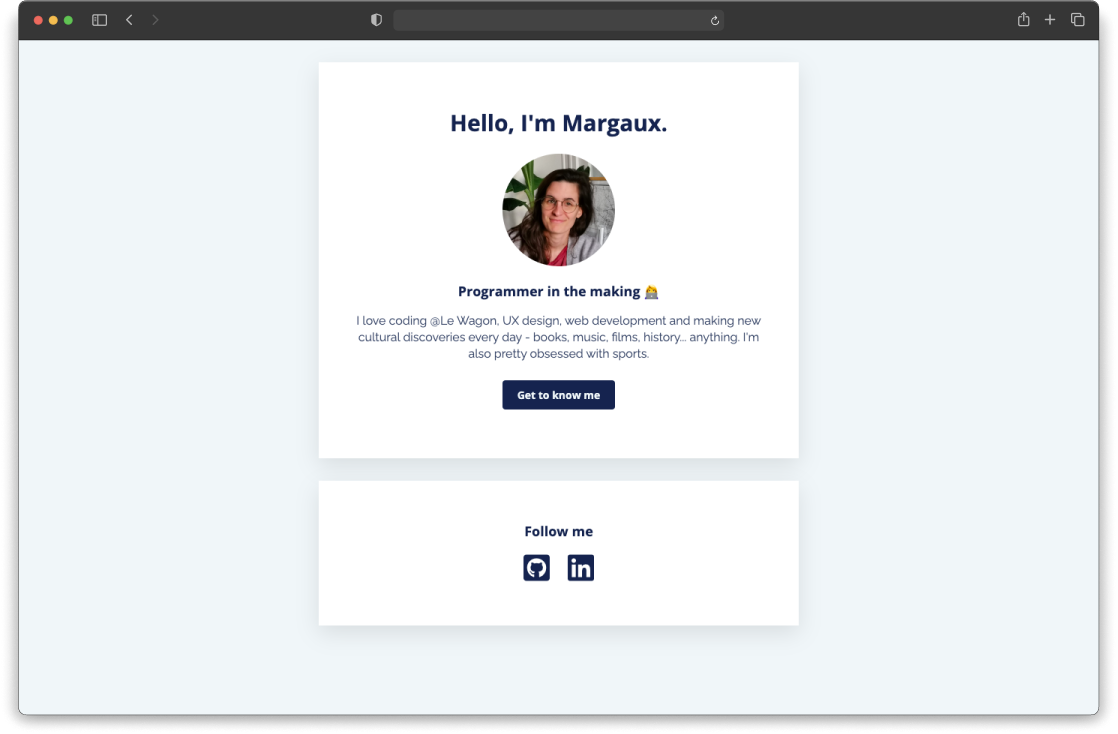 Hello, I'm Margaux.
Programmer in the making 👩‍💻
I love coding @Le Wagon, UX design, web development and making new
cultural discoveries every day - books, music, films, history... anything. I'm
also pretty obsessed with sports.
Get to know me
Follow me
in